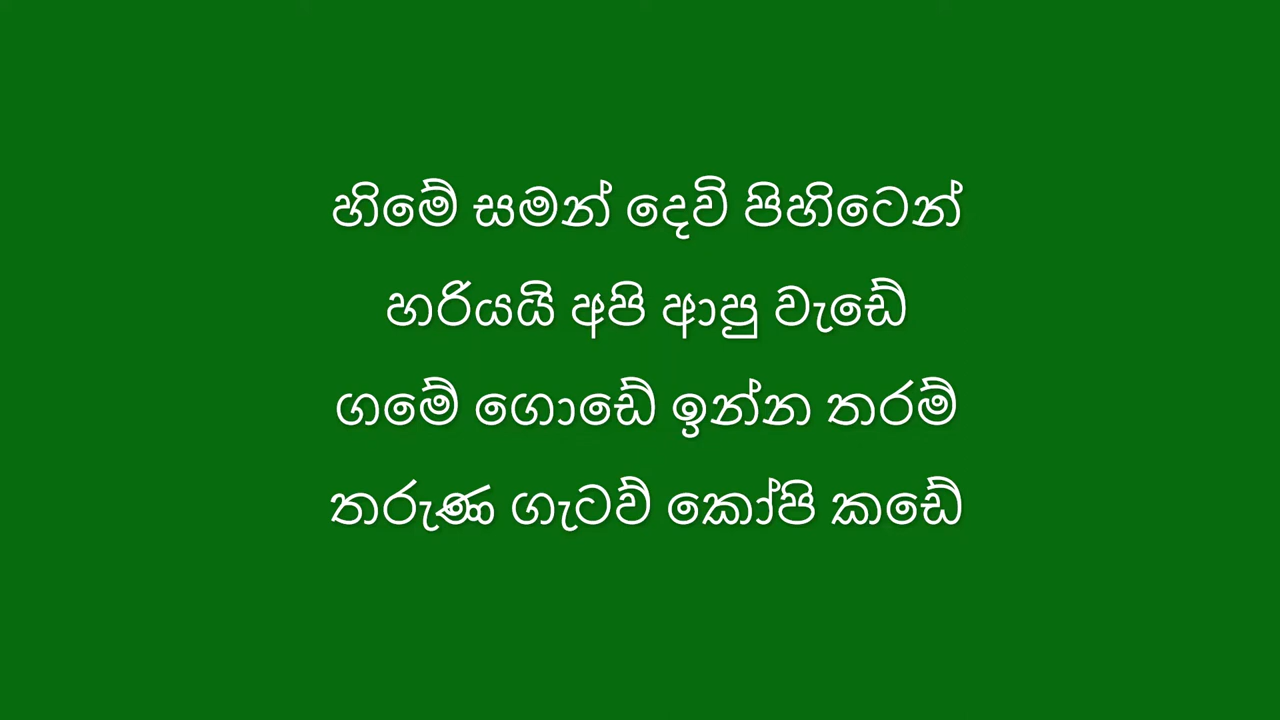 හිමේ සමන් දෙවි පිහිටෙන්
හරියයි අපි ආපු වැඩේ
ගමේ ගොඩේ ඉන්න තරම්
තරුණ ගැටව් කෝපි කඩේ